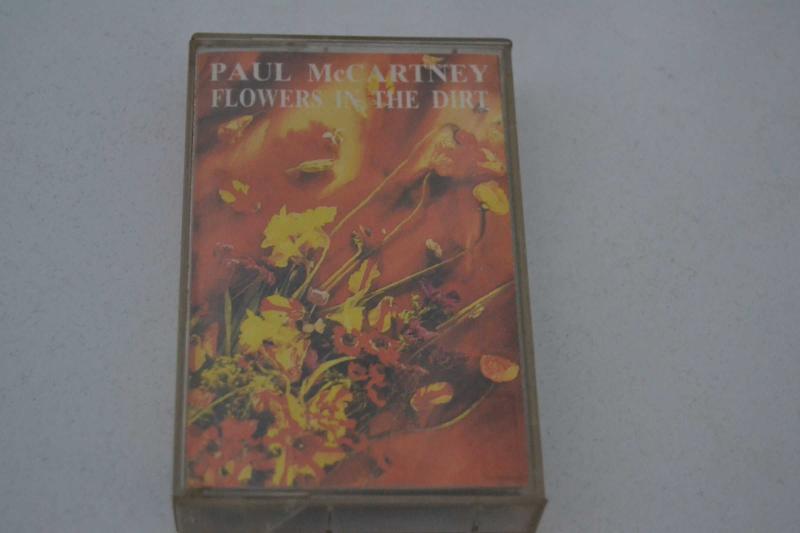 PAUL McCARTNEY
FLOWERS IN THE DIRT